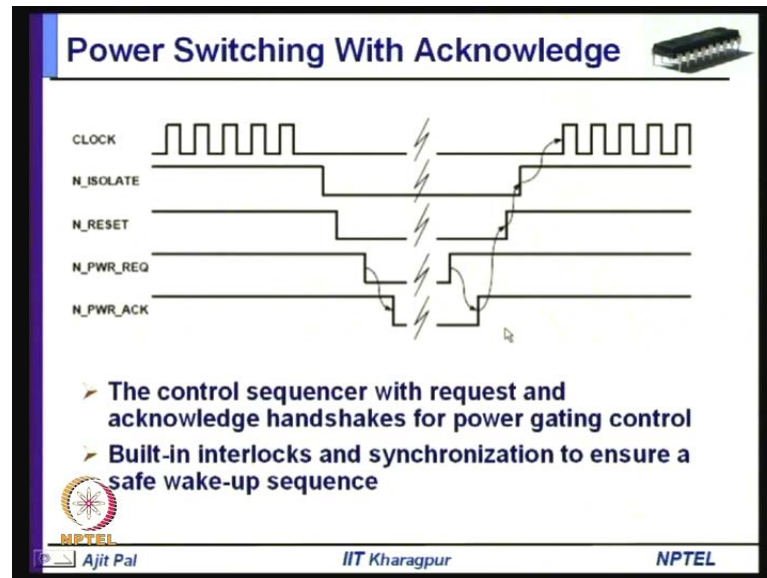 Power Switching With Acknowledge
CLOCK
N_ISOLATE
N_RESET
N_PWR_REQ
N_PWR_ACK
The control sequencer with request and
acknowledge handshakes for power gating control
Built-in interlocks and synchronization to ensure a
safe wake-up sequence
NPTEL
Ajit Pal
IIT Kharagpur
NPTEL